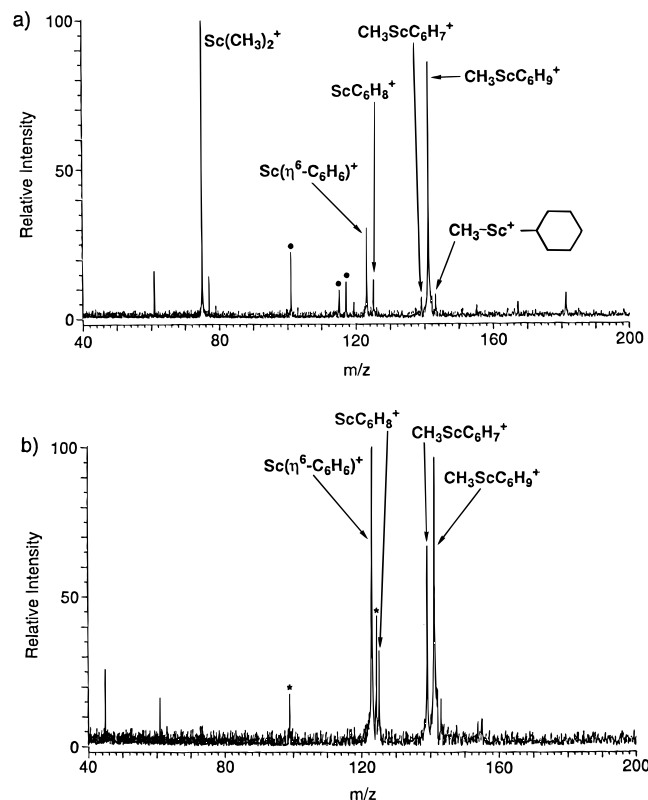 a)
100
50
0
Relative Intensity
Sc(CH₃)₂⁺
CH₃ScC₆H₇⁺
ScC₆H₈⁺
CH₃ScC₆H₉⁺
Sc(η⁶-C₆H₆)⁺
CH₃–Sc⁺
40
80
120
160
200
m/z
b)
100
50
0
Relative Intensity
ScC₆H₈⁺
CH₃ScC₆H₇⁺
Sc(η⁶-C₆H₆)⁺
CH₃ScC₆H₉⁺
*
*
40
80
120
160
200
m/z